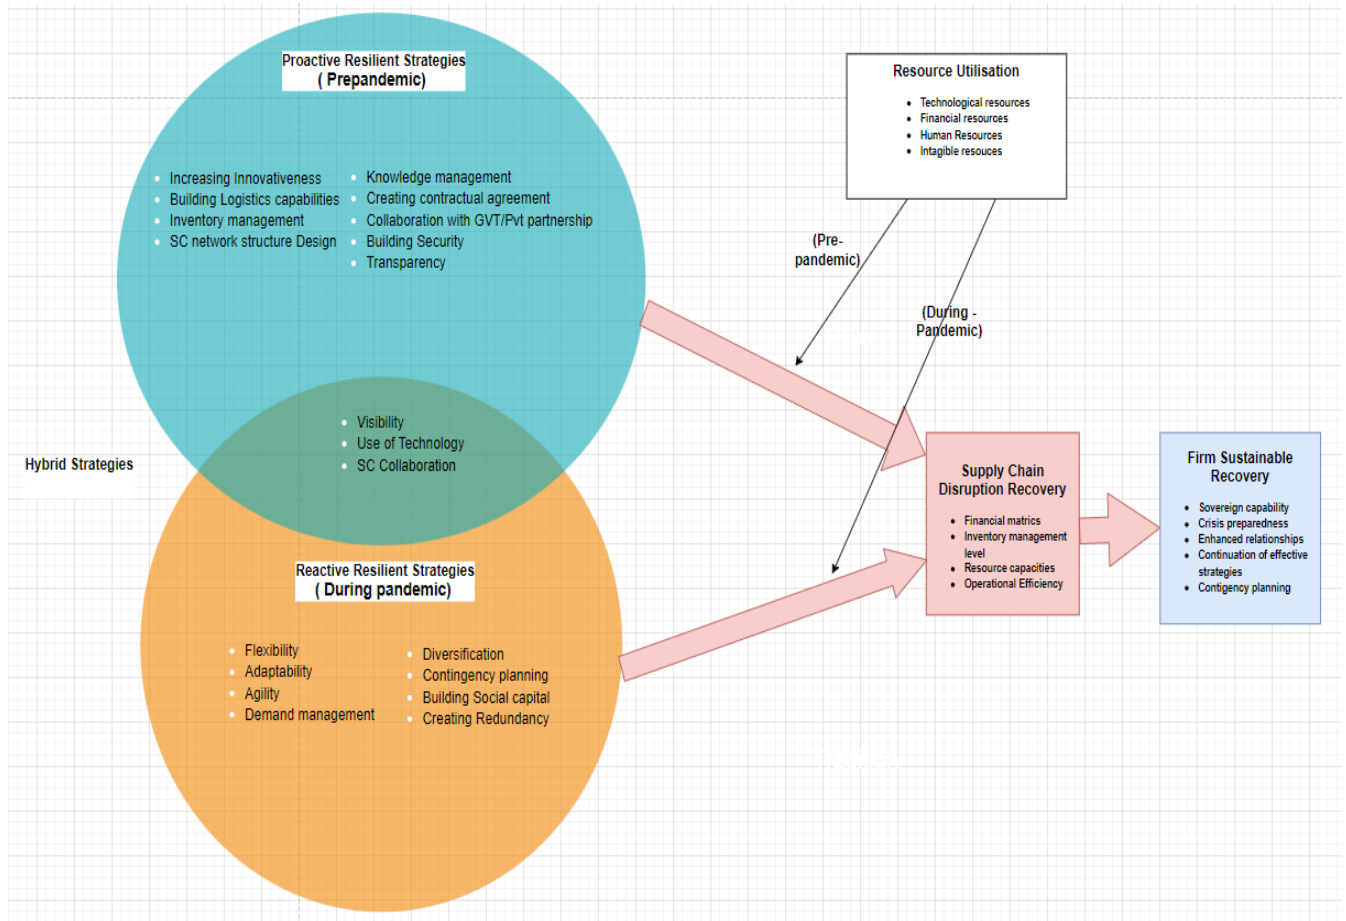 Proactive Resilient Strategies
( Prepandemic)
Increasing Innovativeness
Building Logistics capabilities
Inventory management
SC network structure Design
Knowledge management
Creating contractual agreement
Collaboration with GVT/Pvt partnership
Building Security
Transparency
Visibility
Use of Technology
SC Collaboration
Hybrid Strategies
Reactive Resilient Strategies
( During pandemic)
Flexibility
Adaptability
Agility
Demand management
Diversification
Contingency planning
Building Social capital
Creating Redundancy
Resource Utilisation
Technological resources
Financial resources
Human Resources
Intagible resouces
(Pre-
pandemic)
(During -
Pandemic)
Supply Chain
Disruption Recovery
Financial matrics
Inventory management
level
Resource capacities
Operational Efficiency
Firm Sustainable
Recovery
Sovereign capability
Crisis preparedness
Enhanced relationships
Continuation of effective
strategies
Contigency planning